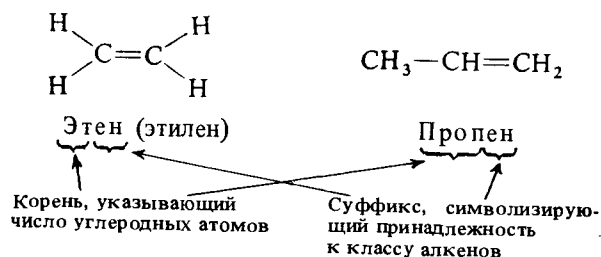 H H
C=C
H H
CH₃—CH=CH₂
Этен (этилен)
Пропен
Корень, указывающий
число углеродных атомов
Суффикс, символизирую-
щий принадлежность
к классу алкенов